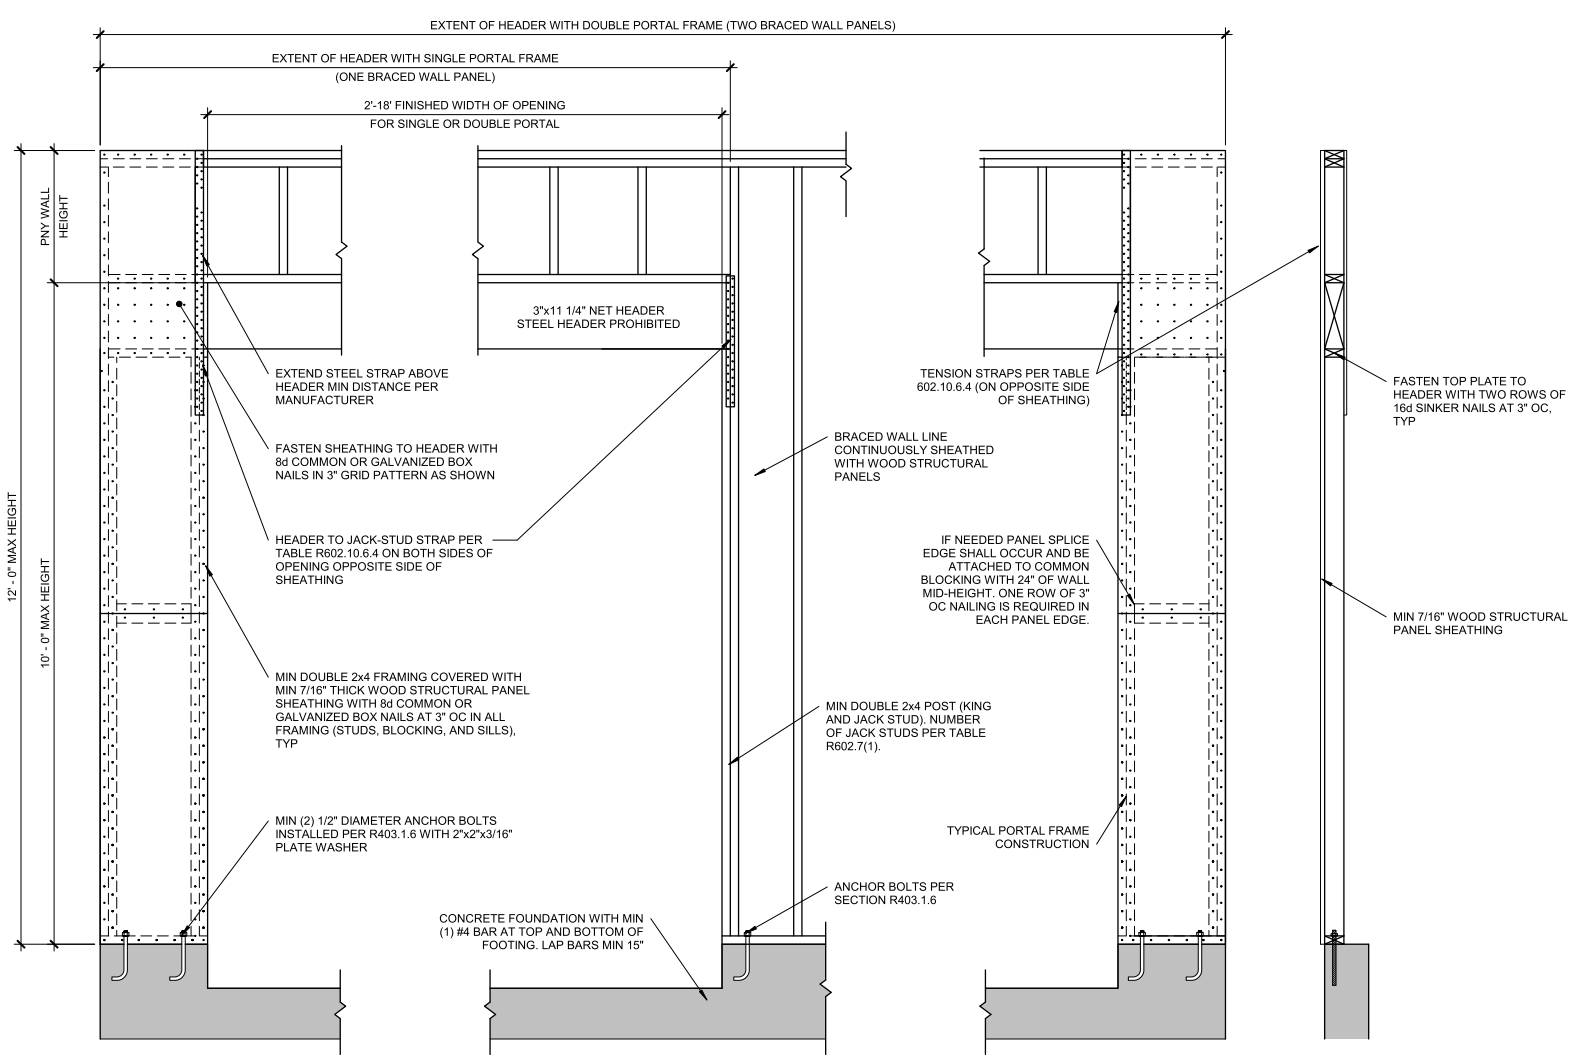 EXTENT OF HEADER WITH DOUBLE PORTAL FRAME (TWO BRACED WALL PANELS)
EXTENT OF HEADER WITH SINGLE PORTAL FRAME
(ONE BRACED WALL PANEL)
2'-18' FINISHED WIDTH OF OPENING
FOR SINGLE OR DOUBLE PORTAL
PNY WALL
HEIGHT
12' - 0" MAX HEIGHT
10' - 0" MAX HEIGHT
3"x11 1/4" NET HEADER
STEEL HEADER PROHIBITED
EXTEND STEEL STRAP ABOVE
HEADER MIN DISTANCE PER
MANUFACTURER
FASTEN SHEATHING TO HEADER WITH
8d COMMON OR GALVANIZED BOX
NAILS IN 3" GRID PATTERN AS SHOWN
HEADER TO JACK-STUD STRAP PER
TABLE R602.10.6.4 ON BOTH SIDES OF
OPENING OPPOSITE SIDE OF
SHEATHING
MIN DOUBLE 2x4 FRAMING COVERED WITH
MIN 7/16" THICK WOOD STRUCTURAL PANEL
SHEATHING WITH 8d COMMON OR
GALVANIZED BOX NAILS AT 3" OC IN ALL
FRAMING (STUDS, BLOCKING, AND SILLS),
TYP
MIN (2) 1/2" DIAMETER ANCHOR BOLTS
INSTALLED PER R403.1.6 WITH 2"x2"x3/16"
PLATE WASHER
CONCRETE FOUNDATION WITH MIN
(1) #4 BAR AT TOP AND BOTTOM OF
FOOTING. LAP BARS MIN 15"
BRACED WALL LINE
CONTINUOUSLY SHEATHED
WITH WOOD STRUCTURAL
PANELS
MIN DOUBLE 2x4 POST (KING
AND JACK STUD). NUMBER
OF JACK STUDS PER TABLE
R602.7(1).
ANCHOR BOLTS PER
SECTION R403.1.6
TENSION STRAPS PER TABLE
602.10.6.4 (ON OPPOSITE SIDE
OF SHEATHING)
IF NEEDED PANEL SPLICE
EDGE SHALL OCCUR AND BE
ATTACHED TO COMMON
BLOCKING WITH 24" OF WALL
MID-HEIGHT. ONE ROW OF 3"
OC NAILING IS REQUIRED IN
EACH PANEL EDGE.
TYPICAL PORTAL FRAME
CONSTRUCTION
FASTEN TOP PLATE TO
HEADER WITH TWO ROWS OF
16d SINKER NAILS AT 3" OC,
TYP
MIN 7/16" WOOD STRUCTURAL
PANEL SHEATHING